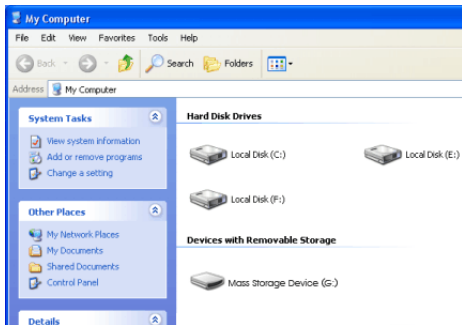 My Computer
File Edit View Favorites Tools Help
Back Search Folders
Address My Computer
System Tasks
View system information
Add or remove programs
Change a setting
Other Places
My Network Places
My Documents
Shared Documents
Control Panel
Details
Hard Disk Drives
Local Disk (C:) Local Disk (E:)
Local Disk (F:)
Devices with Removable Storage
Mass Storage Device (G:)